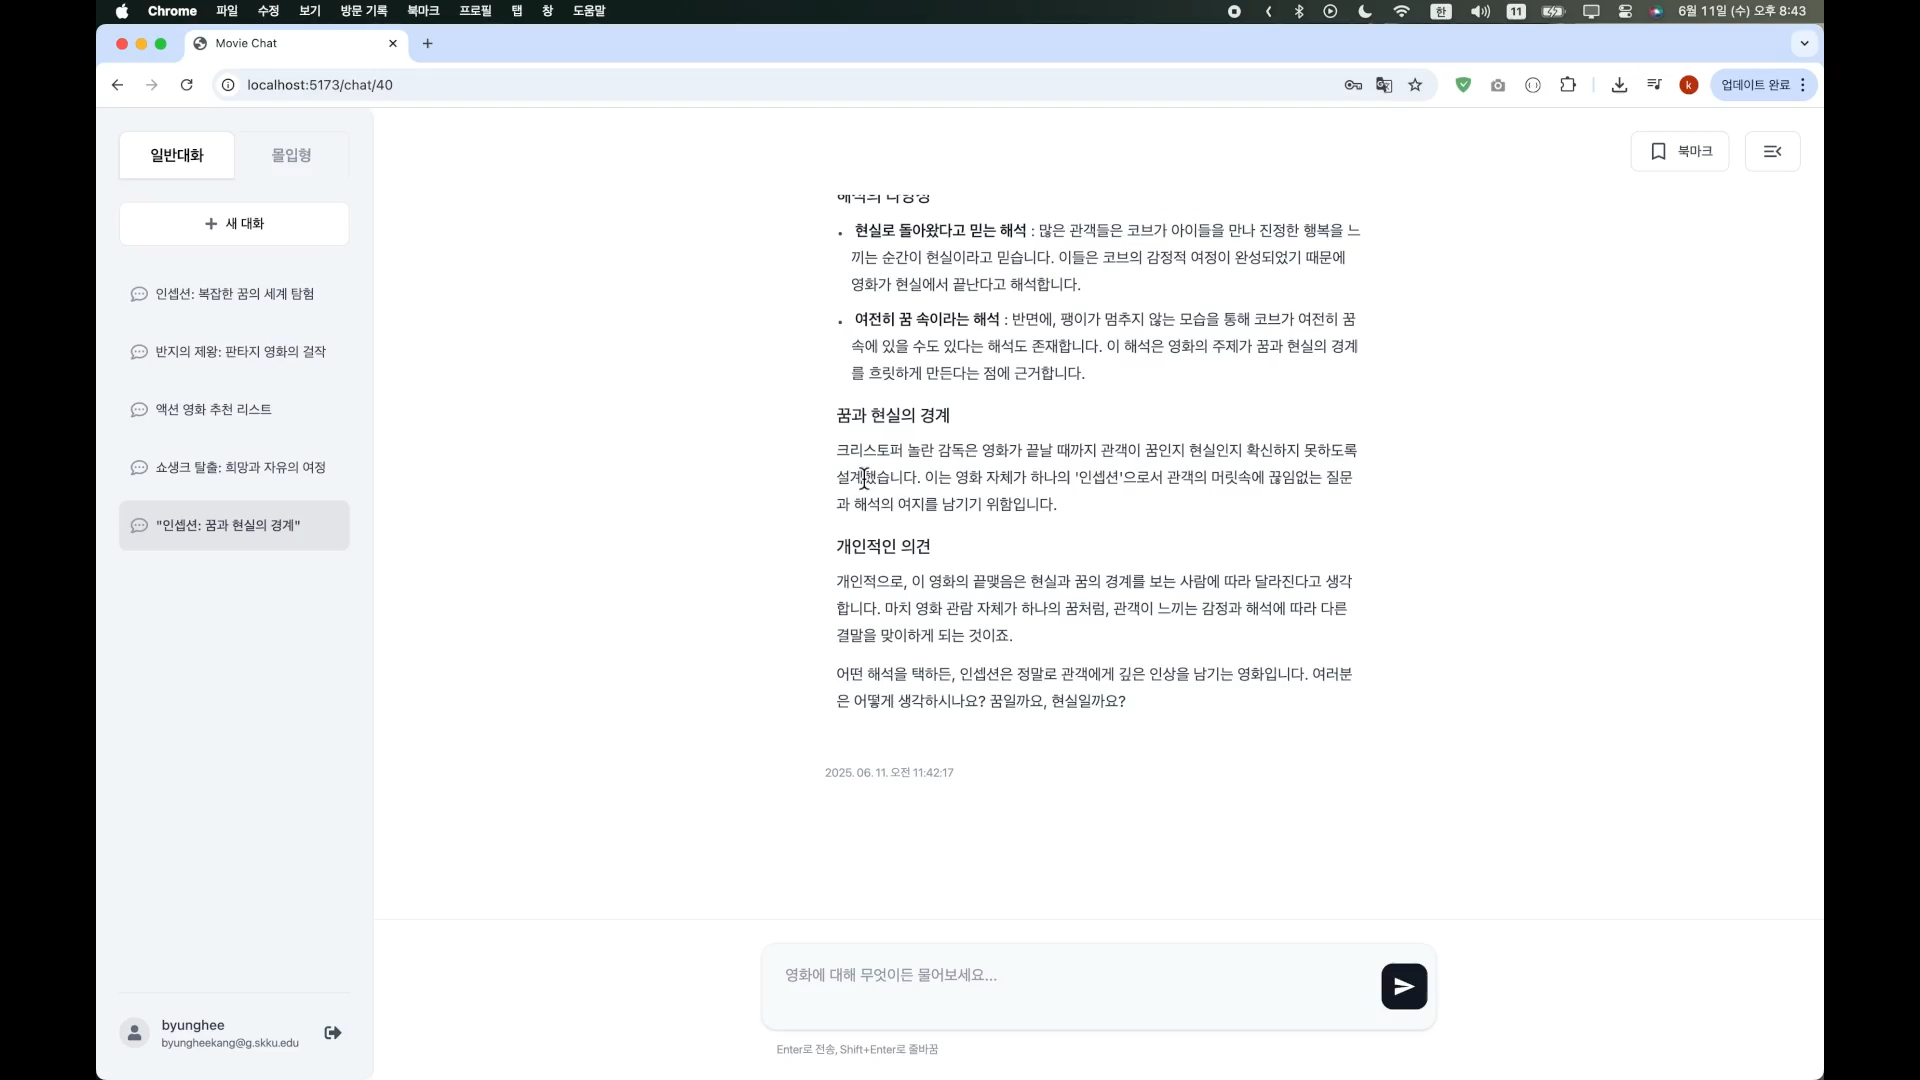 Chrome 파일 수정 보기 방문 기록 북마크 프로필 탭 창 도움말
한 11 6월 11일 (수) 오후 8:43
Movie Chat
localhost:5173/chat/40
k 업데이트 완료
일반대화 몰입형
북마크
새 대화
인셉션: 복잡한 꿈의 세계 탐험
반지의 제왕: 판타지 영화의 걸작
액션 영화 추천 리스트
쇼생크 탈출: 희망과 자유의 여정
"인셉션: 꿈과 현실의 경계"
byunghee
byungheekang@g.skku.edu
해석의 다양성
• 현실로 돌아왔다고 믿는 해석 : 많은 관객들은 코브가 아이들을 만나 진정한 행복을 느
끼는 순간이 현실이라고 믿습니다. 이들은 코브의 감정적 여정이 완성되었기 때문에
영화가 현실에서 끝난다고 해석합니다.
• 여전히 꿈 속이라는 해석 : 반면에, 팽이가 멈추지 않는 모습을 통해 코브가 여전히 꿈
속에 있을 수도 있다는 해석도 존재합니다. 이 해석은 영화의 주제가 꿈과 현실의 경계
를 흐릿하게 만든다는 점에 근거합니다.
꿈과 현실의 경계
크리스토퍼 놀란 감독은 영화가 끝날 때까지 관객이 꿈인지 현실인지 확신하지 못하도록
설계했습니다. 이는 영화 자체가 하나의 '인셉션'으로서 관객의 머릿속에 끊임없는 질문
과 해석의 여지를 남기기 위함입니다.
개인적인 의견
개인적으로, 이 영화의 끝맺음은 현실과 꿈의 경계를 보는 사람에 따라 달라진다고 생각
합니다. 마치 영화 관람 자체가 하나의 꿈처럼, 관객이 느끼는 감정과 해석에 따라 다른
결말을 맞이하게 되는 것이죠.
어떤 해석을 택하든, 인셉션은 정말로 관객에게 깊은 인상을 남기는 영화입니다. 여러분
은 어떻게 생각하시나요? 꿈일까요, 현실일까요?
2025. 06. 11. 오전 11:42:17
영화에 대해 무엇이든 물어보세요...
Enter로 전송, Shift+Enter로 줄바꿈